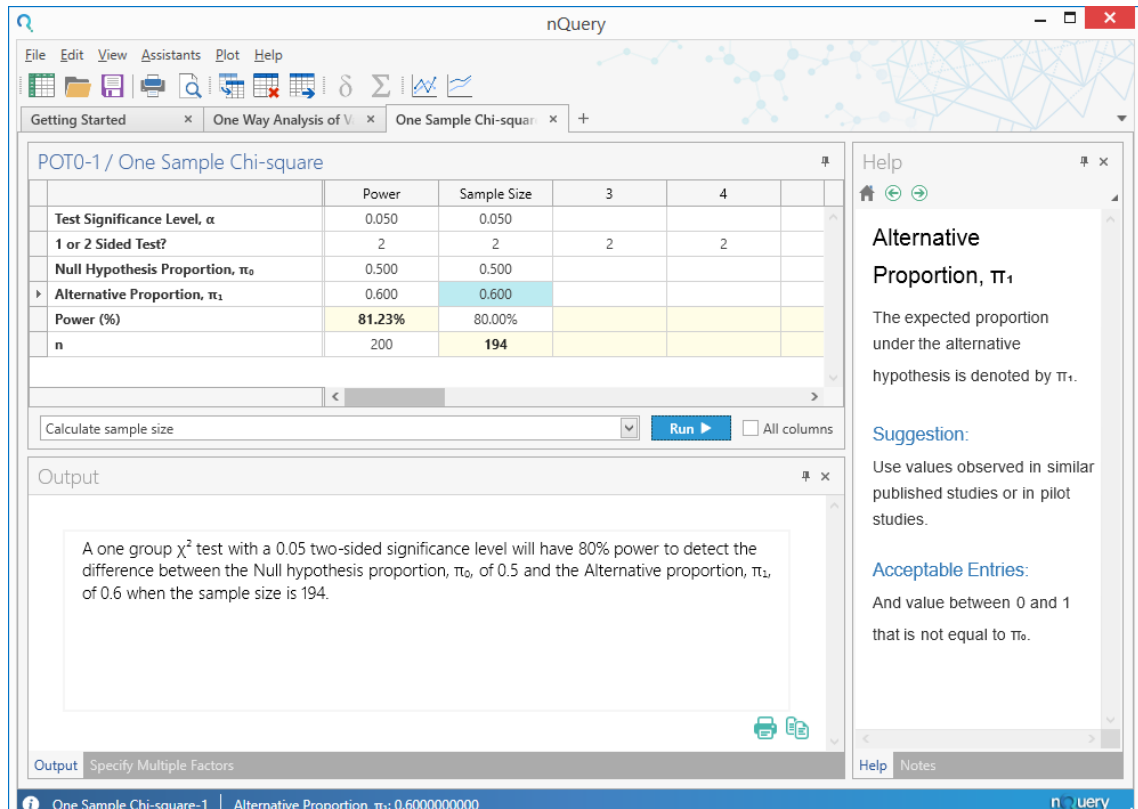 nQuery
File Edit View Assistants Plot Help
Getting Started × One Way Analysis of V × One Sample Chi-squar × +
POT0-1 / One Sample Chi-square
Power Sample Size 3 4
Test Significance Level, α 0.050 0.050
1 or 2 Sided Test? 2 2 2 2
Null Hypothesis Proportion, π₀ 0.500 0.500
Alternative Proportion, π₁ 0.600 0.600
Power (%) 81.23% 80.00%
n 200 194
Calculate sample size Run All columns
Output
A one group χ² test with a 0.05 two-sided significance level will have 80% power to detect the
difference between the Null hypothesis proportion, π₀, of 0.5 and the Alternative proportion, π₁,
of 0.6 when the sample size is 194.
Output Specify Multiple Factors
Help
Alternative
Proportion, π₁
The expected proportion
under the alternative
hypothesis is denoted by π₁.
Suggestion:
Use values observed in similar
published studies or in pilot
studies.
Acceptable Entries:
And value between 0 and 1
that is not equal to π₀.
Help Notes
One Sample Chi-square-1 | Alternative Proportion, π₁: 0.6000000000
nQuery